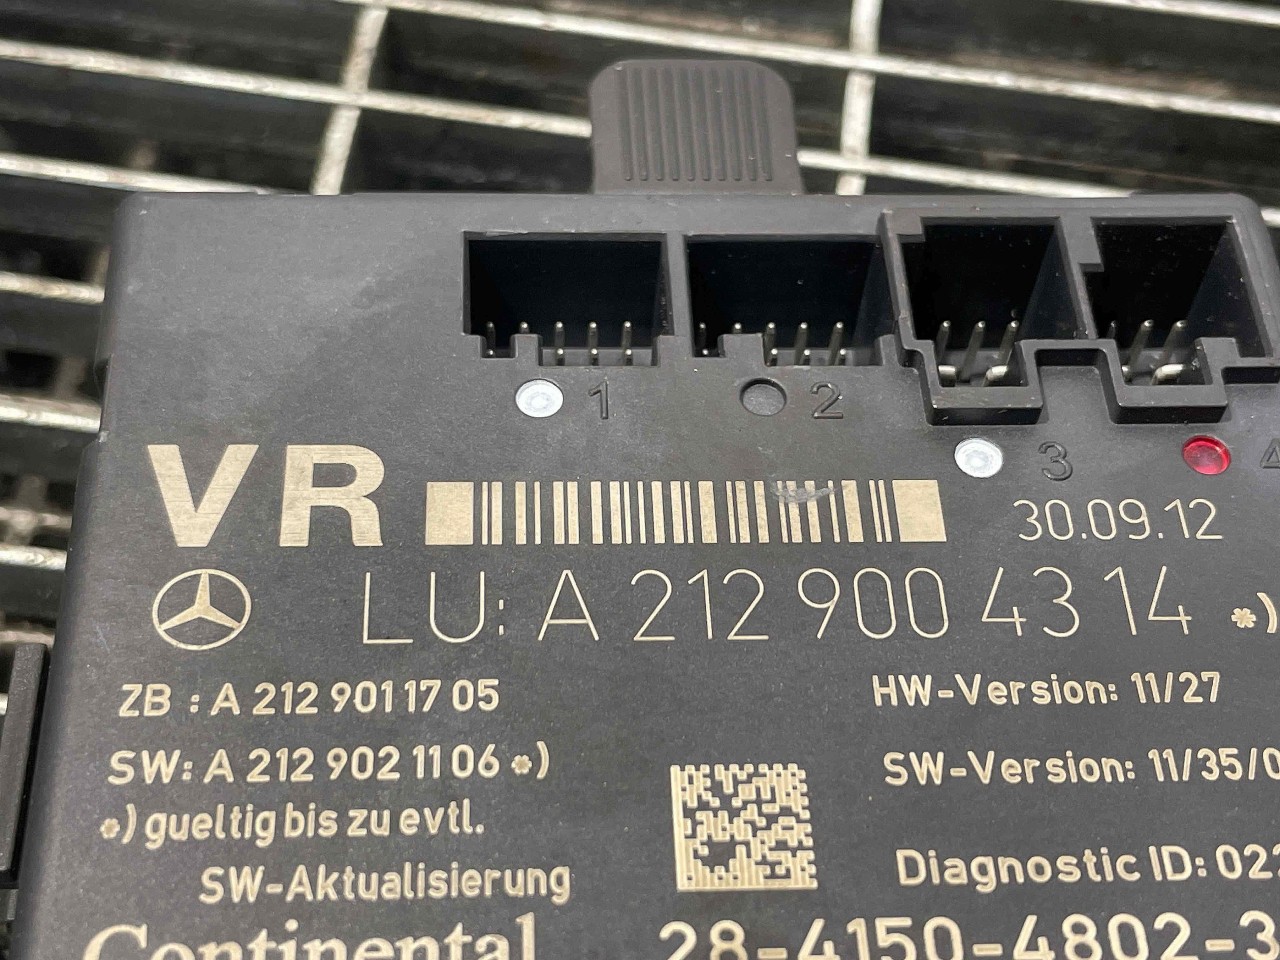 1 2
3 4
VR
30.09.12
LU: A 212 900 43 14 *)
ZB : A 212 901 17 05
HW-Version: 11/27
SW: A 212 902 11 06 *)
SW-Version: 11/35/0
*) gueltig bis zu evtl.
SW-Aktualisierung
Diagnostic ID: 022
Continental
28-4150-4802-3